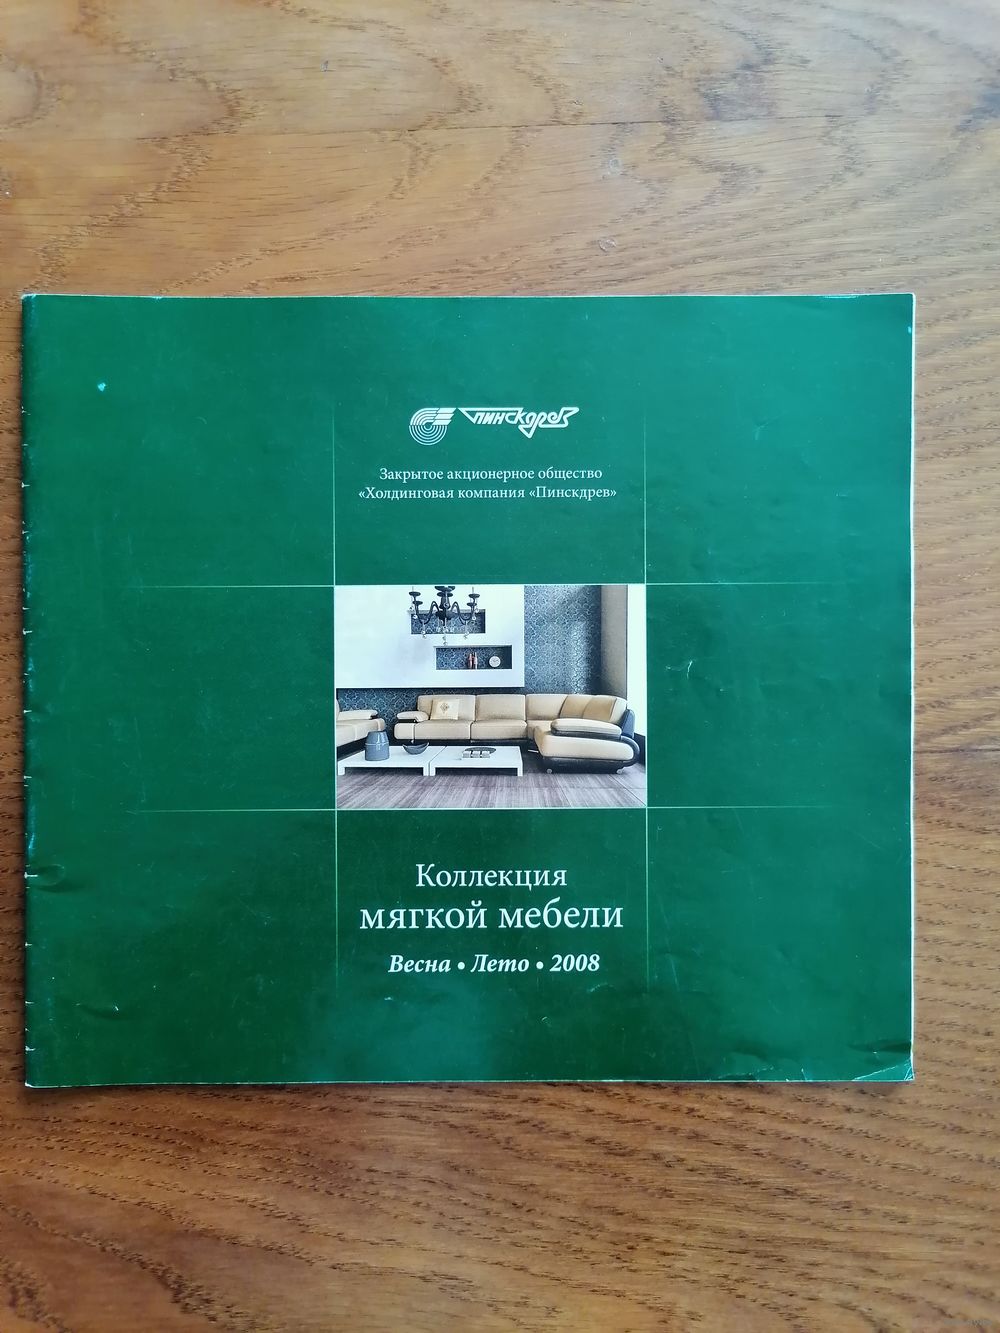 Пинскдрев
Закрытое акционерное общество
«Холдинговая компания «Пинскдрев»
Коллекция
мягкой мебели
Весна • Лето • 2008